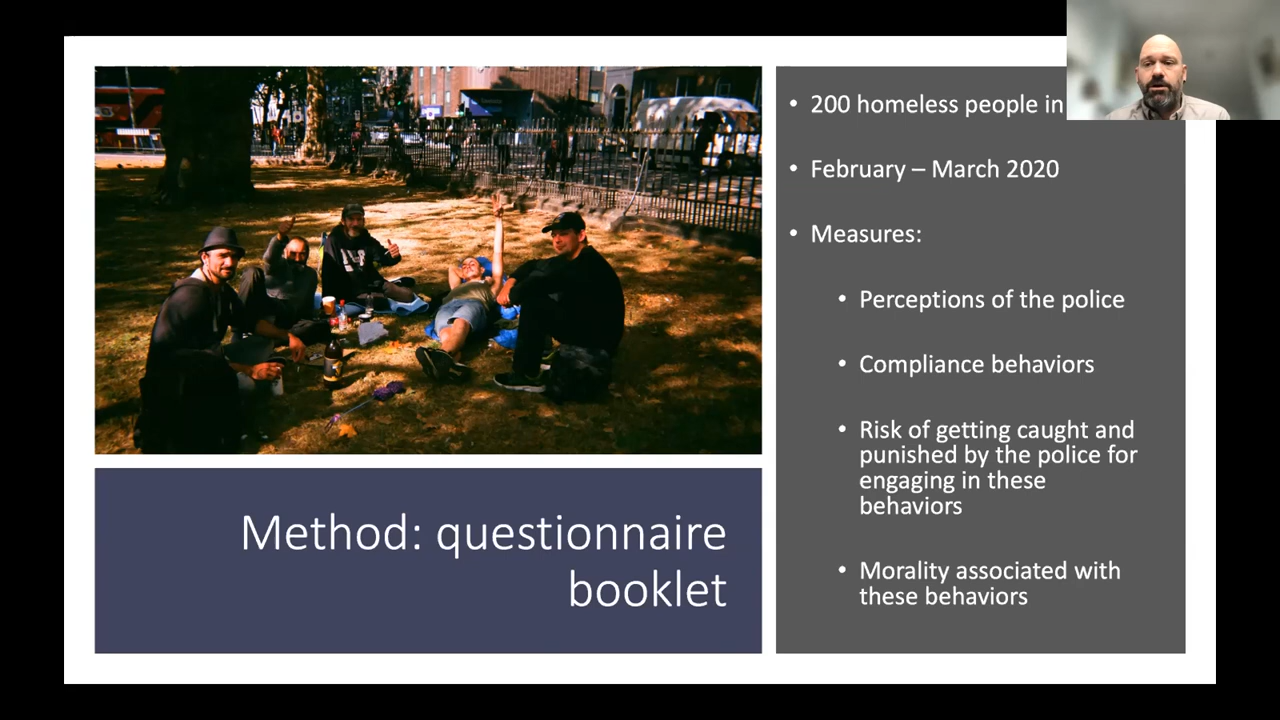 • 200 homeless people in
• February – March 2020
• Measures:
• Perceptions of the police
• Compliance behaviors
• Risk of getting caught and
punished by the police for
engaging in these
behaviors
• Morality associated with
these behaviors
Method: questionnaire
booklet